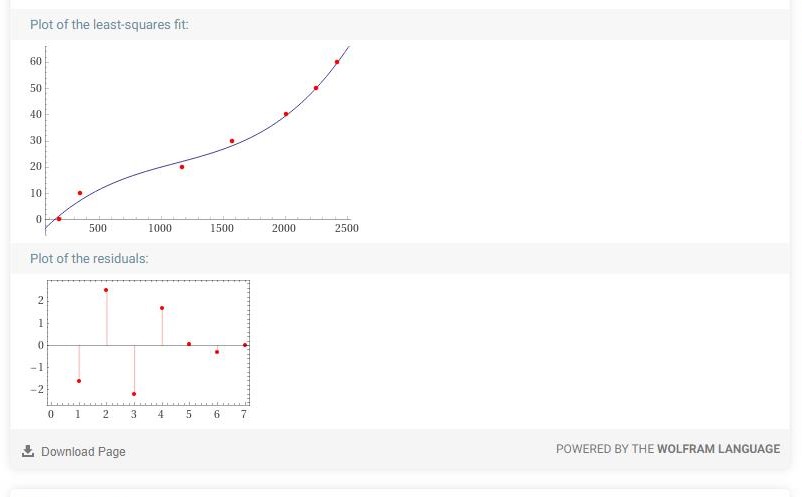 Plot of the least-squares fit:
60
50
40
30
20
10
0
500 1000 1500 2000 2500
Plot of the residuals:
2
1
0
−1
−2
0 1 2 3 4 5 6 7
Download Page POWERED BY THE WOLFRAM LANGUAGE